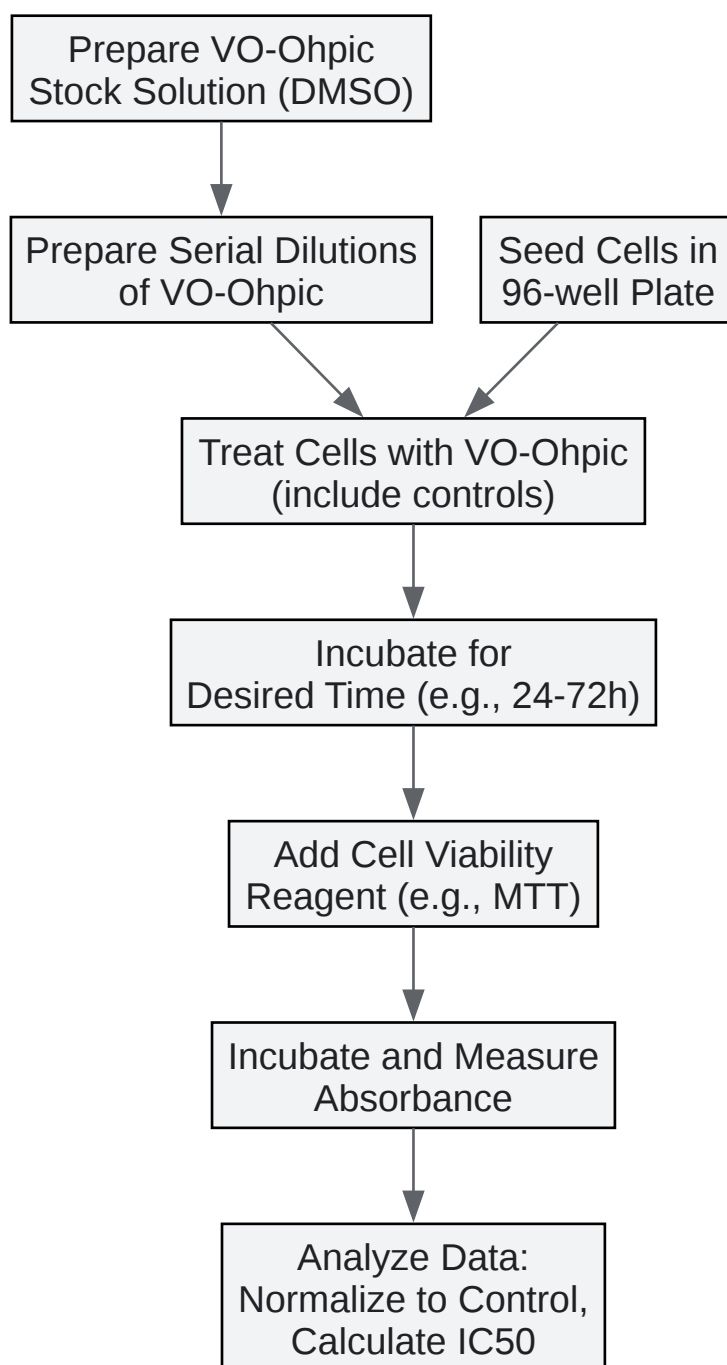 Prepare VO-Ohpic
Stock Solution (DMSO)
Prepare Serial Dilutions
of VO-Ohpic
Seed Cells in
96-well Plate
Treat Cells with VO-Ohpic
(include controls)
Incubate for
Desired Time (e.g., 24-72h)
Add Cell Viability
Reagent (e.g., MTT)
Incubate and Measure
Absorbance
Analyze Data:
Normalize to Control,
Calculate IC50